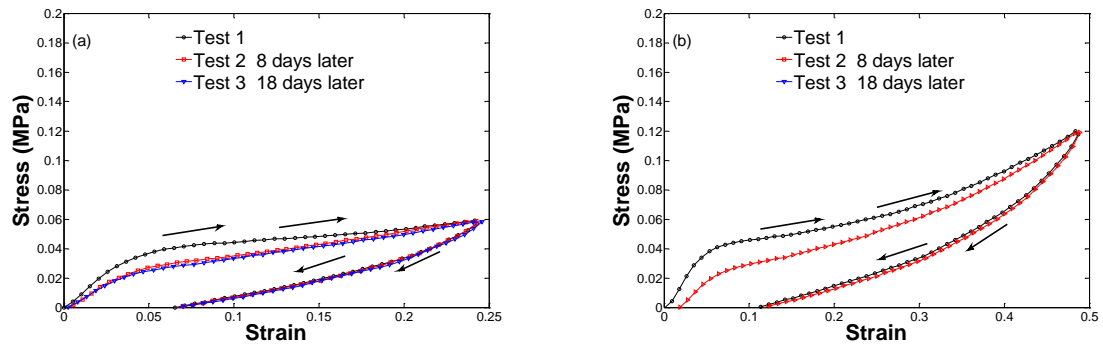 (a)
Test 1
Test 2 8 days later
Test 3 18 days later
Stress (MPa)
0.2
0.18
0.16
0.14
0.12
0.1
0.08
0.06
0.04
0.02
0
0 0.05 0.1 0.15 0.2 0.25
Strain
(b)
Test 1
Test 2 8 days later
Test 3 18 days later
Stress (MPa)
0.2
0.18
0.16
0.14
0.12
0.1
0.08
0.06
0.04
0.02
0
0 0.1 0.2 0.3 0.4 0.5
Strain